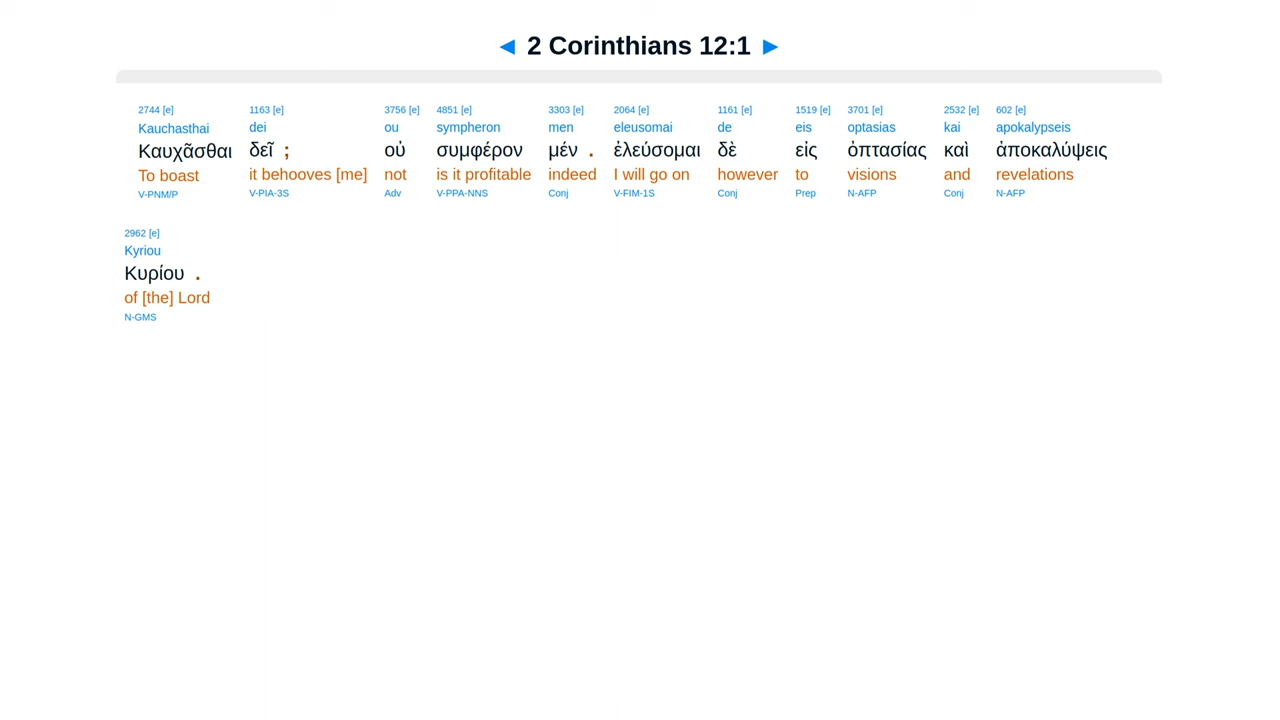 ◄ 2 Corinthians 12:1 ►
2744 [e] 1163 [e] 3756 [e] 4851 [e] 3303 [e] 2064 [e] 1161 [e] 1519 [e] 3701 [e] 2532 [e] 602 [e]
Kauchasthai dei ou sympheron men eleusomai de eis optasias kai apokalypseis
Καυχᾶσθαι δεῖ ; οὐ συμφέρον μέν . ἐλεύσομαι δὲ εἰς ὀπτασίας καὶ ἀποκαλύψεις
To boast it behooves [me] not is it profitable indeed I will go on however to visions and revelations
V-PNM/P V-PIA-3S Adv V-PPA-NNS Conj V-FIM-1S Conj Prep N-AFP Conj N-AFP
2962 [e]
Kyriou
Κυρίου .
of [the] Lord
N-GMS